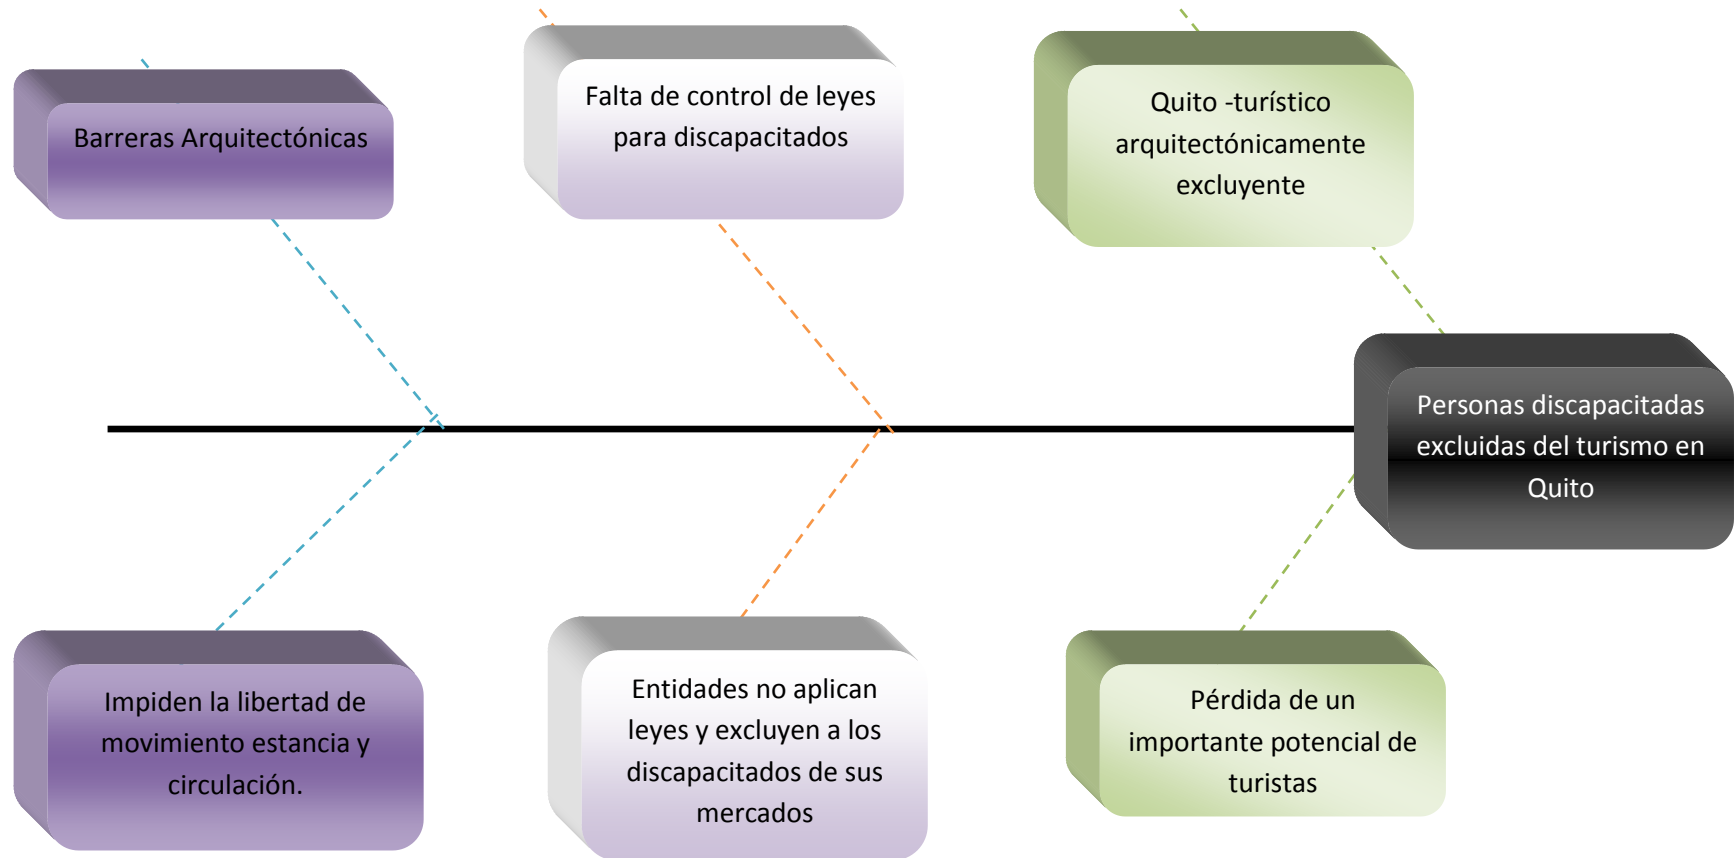 Barreras Arquitectónicas
Falta de control de leyes
para discapacitados
Quito -turístico
arquitectónicamente
excluyente
Personas discapacitadas
excluidas del turismo en
Quito
Impiden la libertad de
movimiento estancia y
circulación.
Entidades no aplican
leyes y excluyen a los
discapacitados de sus
mercados
Pérdida de un
importante potencial de
turistas